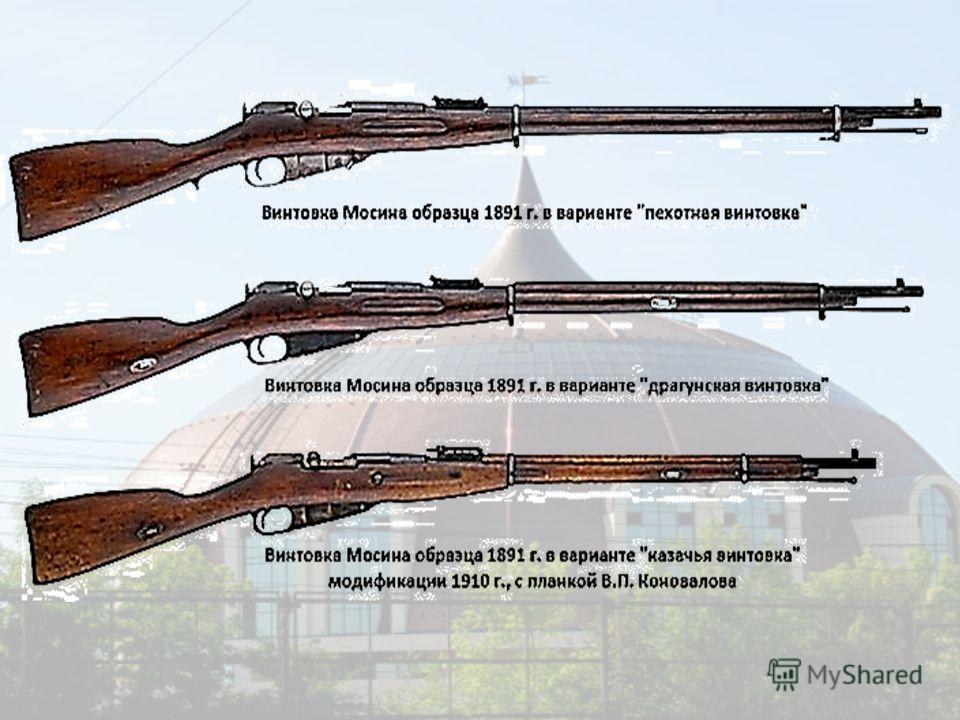 Винтовка Мосина образца 1891 г. в варианте "пехотная винтовка"
Винтовка Мосина образца 1891 г. в варианте "драгунская винтовка"
Винтовка Мосина образца 1891 г. в варианте "казачья винтовка"
модификации 1910 г., с планкой В.П. Коновалова
MyShared